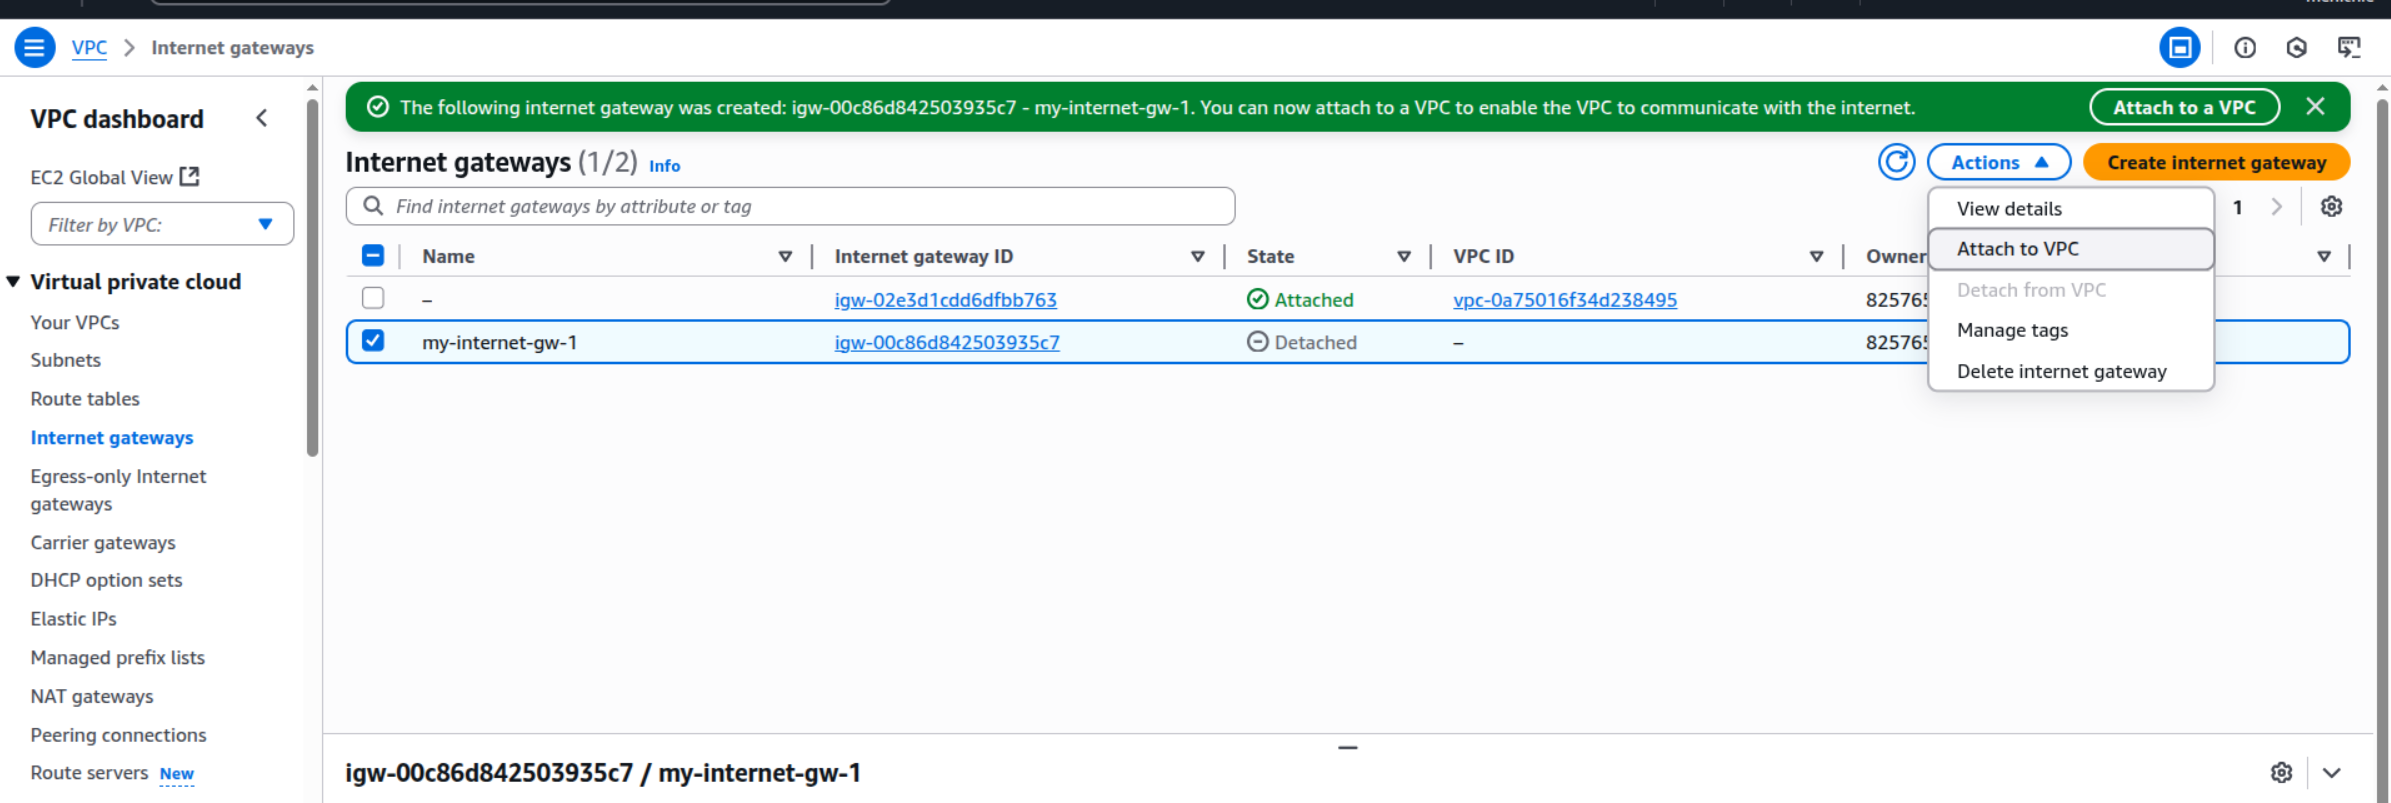 VPC > Internet gateways
VPC dashboard
EC2 Global View
Filter by VPC:
Virtual private cloud
Your VPCs
Subnets
Route tables
Internet gateways
Egress-only Internet
gateways
Carrier gateways
DHCP option sets
Elastic IPs
Managed prefix lists
NAT gateways
Peering connections
Route servers New
The following internet gateway was created: igw-00c86d842503935c7 - my-internet-gw-1. You can now attach to a VPC to enable the VPC to communicate with the internet. Attach to a VPC
Internet gateways (1/2) Info Actions Create internet gateway
Find internet gateways by attribute or tag 1
View details
Attach to VPC
Detach from VPC
Manage tags
Delete internet gateway
Name Internet gateway ID State VPC ID Owner
– igw-02e3d1cdd6dfbb763 Attached vpc-0a75016f34d238495 825765
my-internet-gw-1 igw-00c86d842503935c7 Detached – 825765
igw-00c86d842503935c7 / my-internet-gw-1